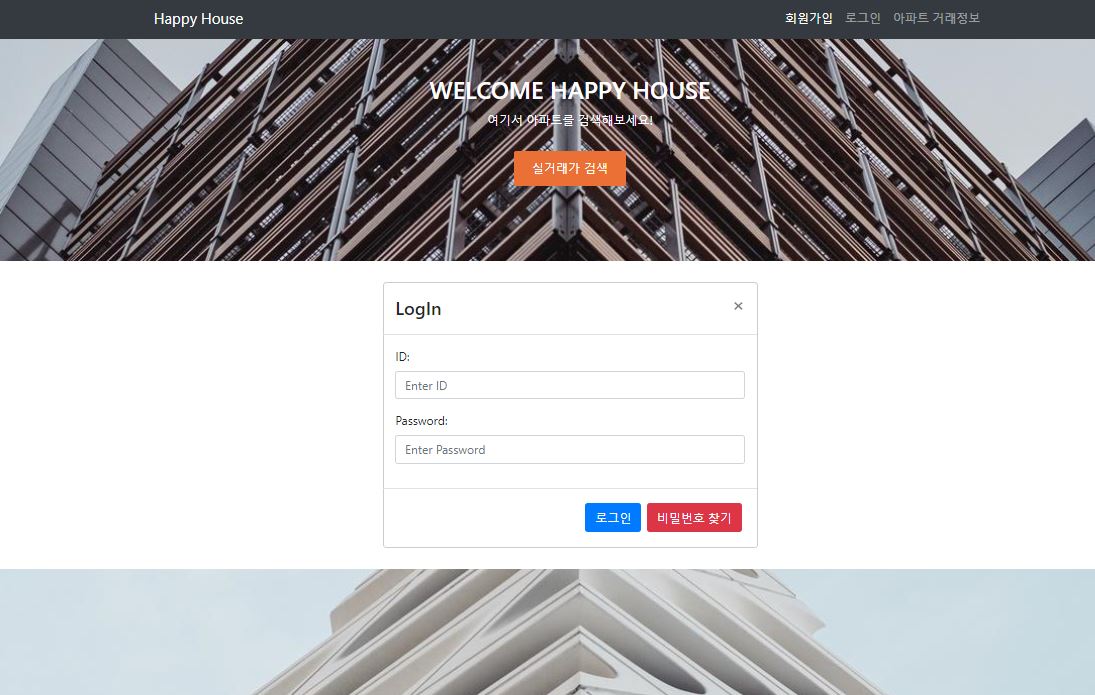 Happy House
회원가입 로그인 아파트 거래정보
WELCOME HAPPY HOUSE
여기서 아파트를 검색해보세요!
실거래가 검색
LogIn ×
ID:
Enter ID
Password:
Enter Password
로그인 비밀번호 찾기